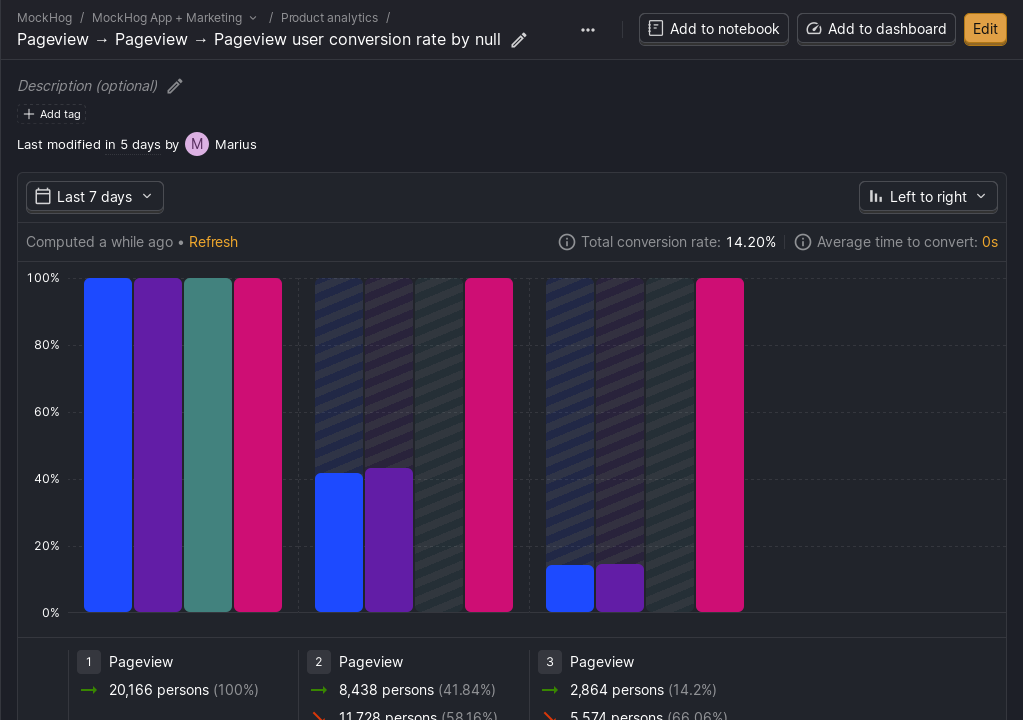 MockHog / MockHog App + Marketing / Product analytics /
Pageview → Pageview → Pageview user conversion rate by null
Add to notebook
Add to dashboard
Edit
Description (optional)
Add tag
Last modified in 5 days by M Marius
Last 7 days
Left to right
Computed a while ago • Refresh
Total conversion rate: 14.20%
Average time to convert: 0s
100%
80%
60%
40%
20%
0%
1 Pageview
20,166 persons (100%)
2 Pageview
8,438 persons (41.84%)
11,728 persons (58.16%)
3 Pageview
2,864 persons (14.2%)
5,574 persons (66.06%)